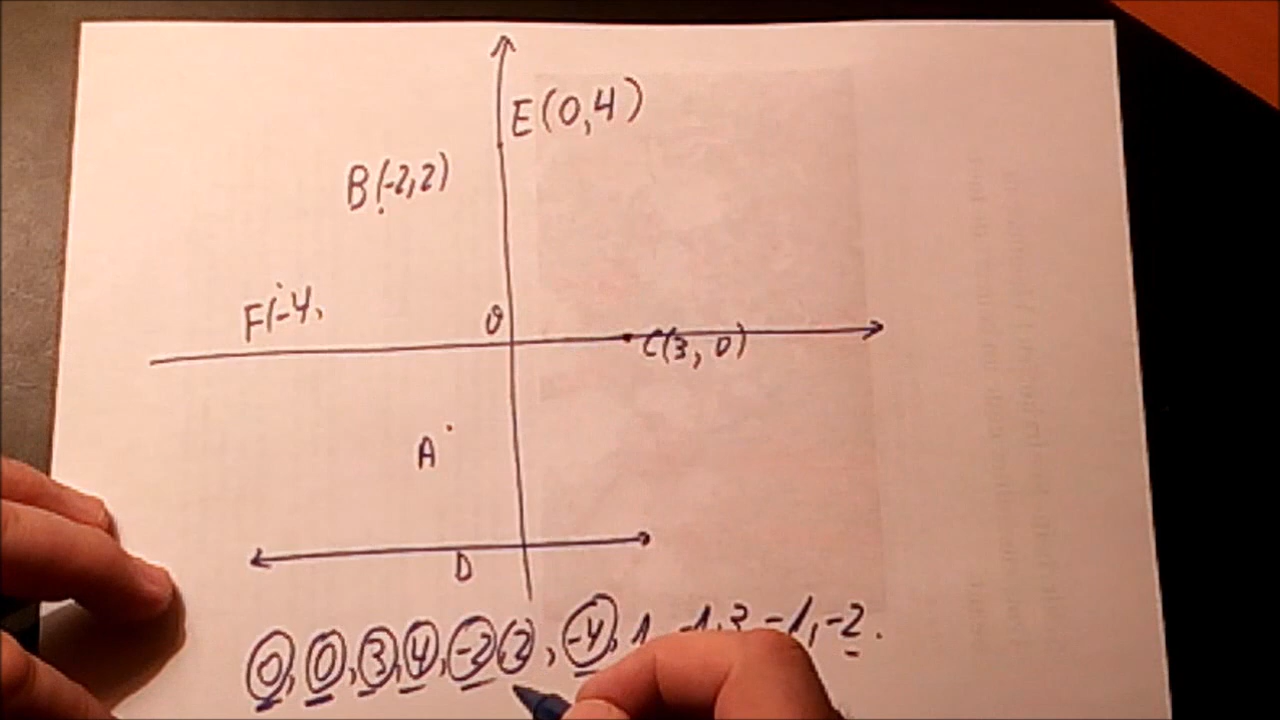 E(0,4)
B(-2,2)
F(-4,
0
C(3, 0)
A
D
0, 0, 3, 4, -2 2, -4, 1, -1, 3 -1, -2.